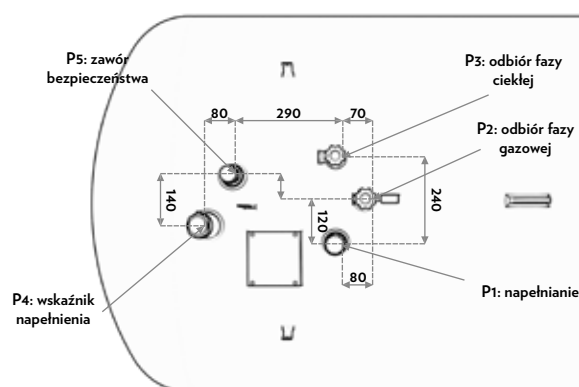 P5: zawór
bezpieczeństwa
P3: odbiór fazy
ciekłej
80
290
70
P2: odbiór fazy
gazowej
140
120
240
80
P4: wskaźnik
napełnienia
P1: napełnianie